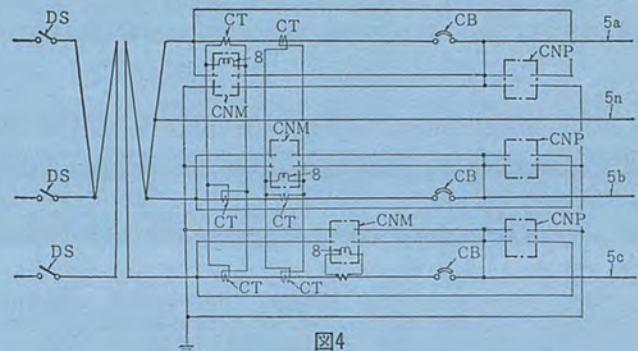 DS CT CT CB 5a
8 CNP
CNM 5n
CNM CNP
DS 8 CB 5b
CT CT CNM CNP
DS 8 CB 5c
CT CT
図4